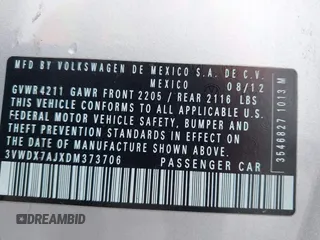 MFD BY VOLKSWAGEN DE MEXICO S.A. DE C.V.
MEXICO 08/12
GVWR 4211 GAWR FRONT 2205 / REAR 2116 LBS
THIS VEHICLE CONFORMS TO ALL APPLICABLE U.S.
FEDERAL MOTOR VEHICLE SAFETY, BUMPER AND
THEFT PREVENTION STANDARDS IN EFFECT ON THE
DATE OF MANUFACTURE SHOWN ABOVE.
3VWDX7AJXDM373706 PASSENGER CAR
3546827 1013 M
© DREAMBID